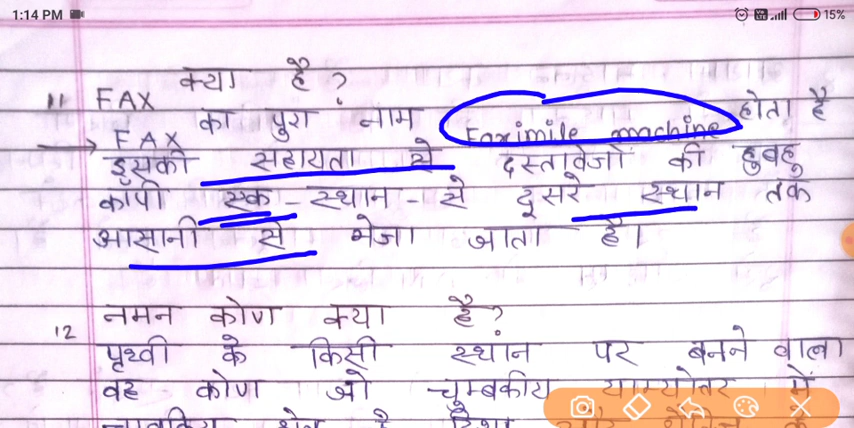 1:14 PM
15%
11 FAX क्या है?
FAX का पुरा नाम Faximile machine होता है
इसकी सहायता से दस्तावेजों की हुबहु
कापी एक - स्थान - से दूसरे स्थान तक
आसानी से भेजा जाता है।
12 नमन कोण क्या है?
पृथ्वी के किसी स्थान पर बनने वाला
वह कोण जो चुम्बकीय याम्योत्तर में